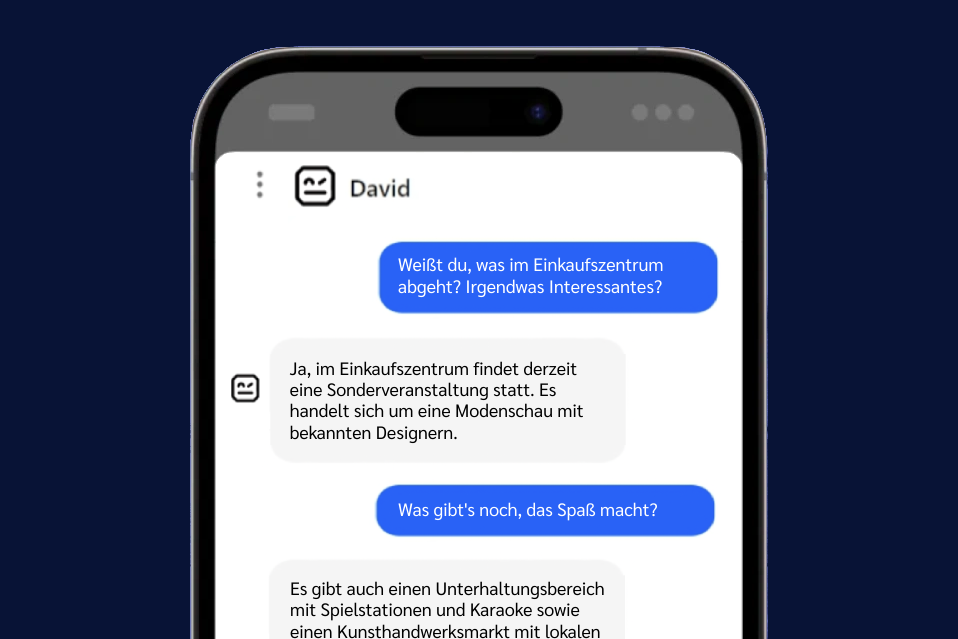 David
Weißt du, was im Einkaufszentrum
abgeht? Irgendwas Interessantes?
Ja, im Einkaufszentrum findet derzeit
eine Sonderveranstaltung statt. Es
handelt sich um eine Modenschau mit
bekannten Designern.
Was gibt's noch, das Spaß macht?
Es gibt auch einen Unterhaltungsbereich
mit Spielstationen und Karaoke sowie
einen Kunsthandwerksmarkt mit lokalen